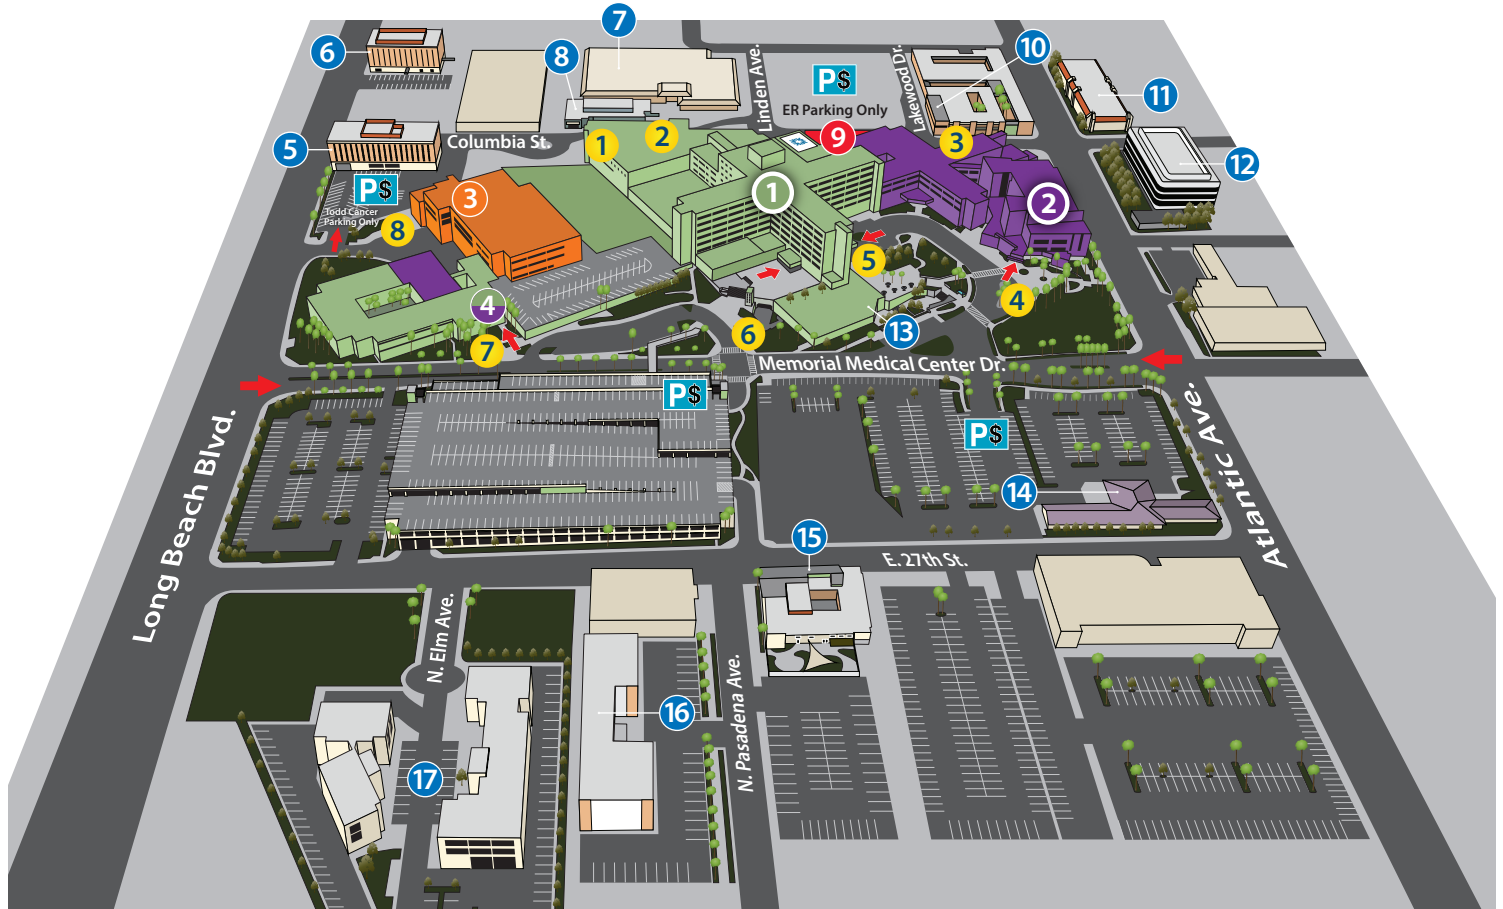 7
6
8
10
P$
ER Parking Only
Linden Ave.
Lakewood Dr.
11
Columbia St.
1
2
9
3
5
12
P$
Todd Cancer
Parking Only
3
1
2
8
5
4
4
13
6
7
Memorial Medical Center Dr.
P$
P$
Long Beach Blvd.
Atlantic Ave.
14
15
E. 27th St.
N. Elm Ave.
N. Pasadena Ave.
16
17